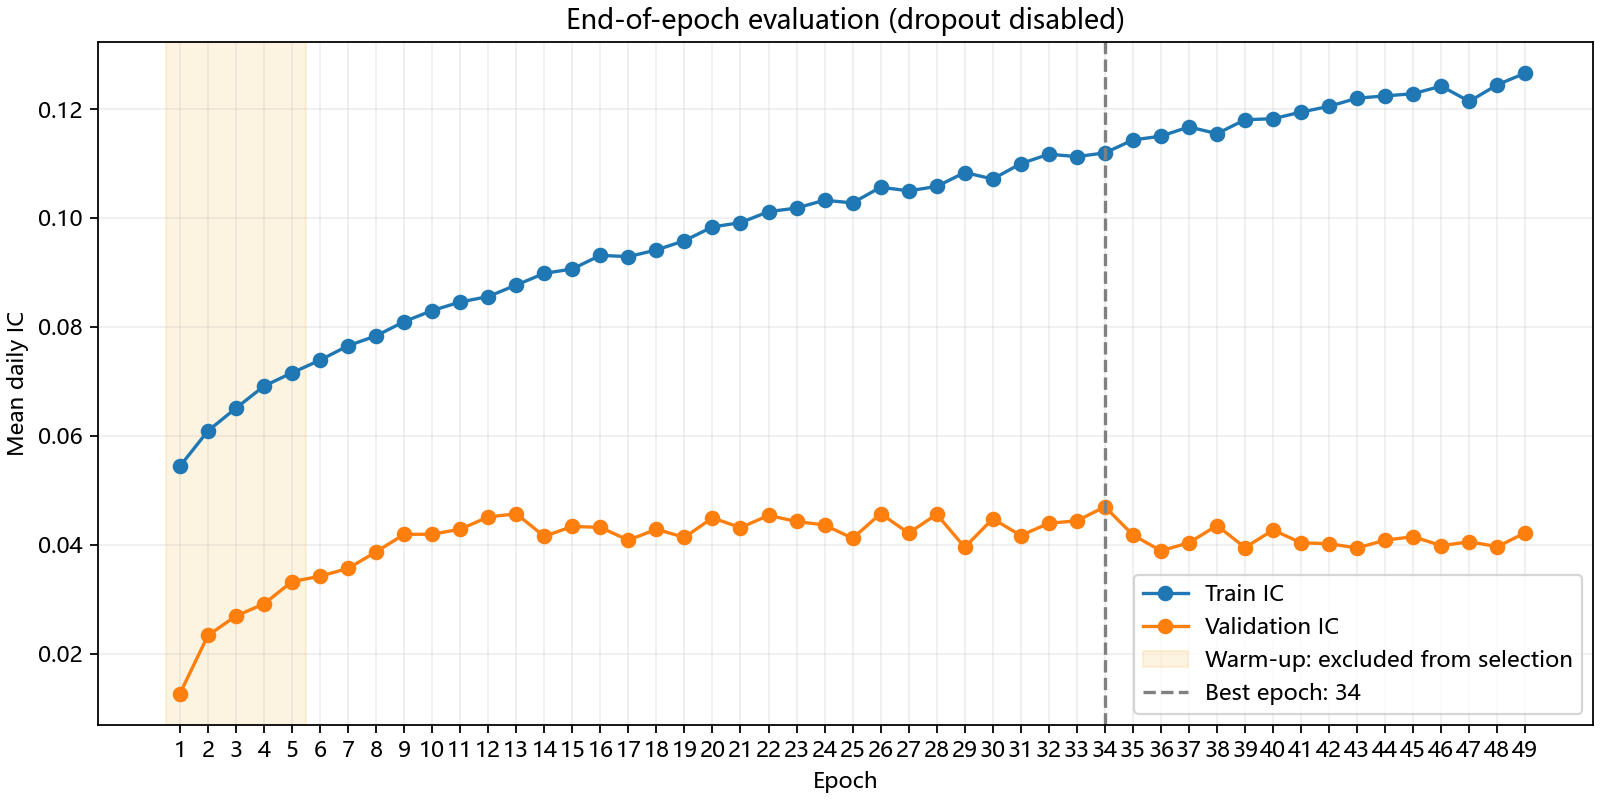 End-of-epoch evaluation (dropout disabled)
Mean daily IC
0.12
0.10
0.08
0.06
0.04
0.02
Train IC
Validation IC
Warm-up: excluded from selection
Best epoch: 34
1 2 3 4 5 6 7 8 9 10 11 12 13 14 15 16 17 18 19 20 21 22 23 24 25 26 27 28 29 30 31 32 33 34 35 36 37 38 39 40 41 42 43 44 45 46 47 48 49
Epoch